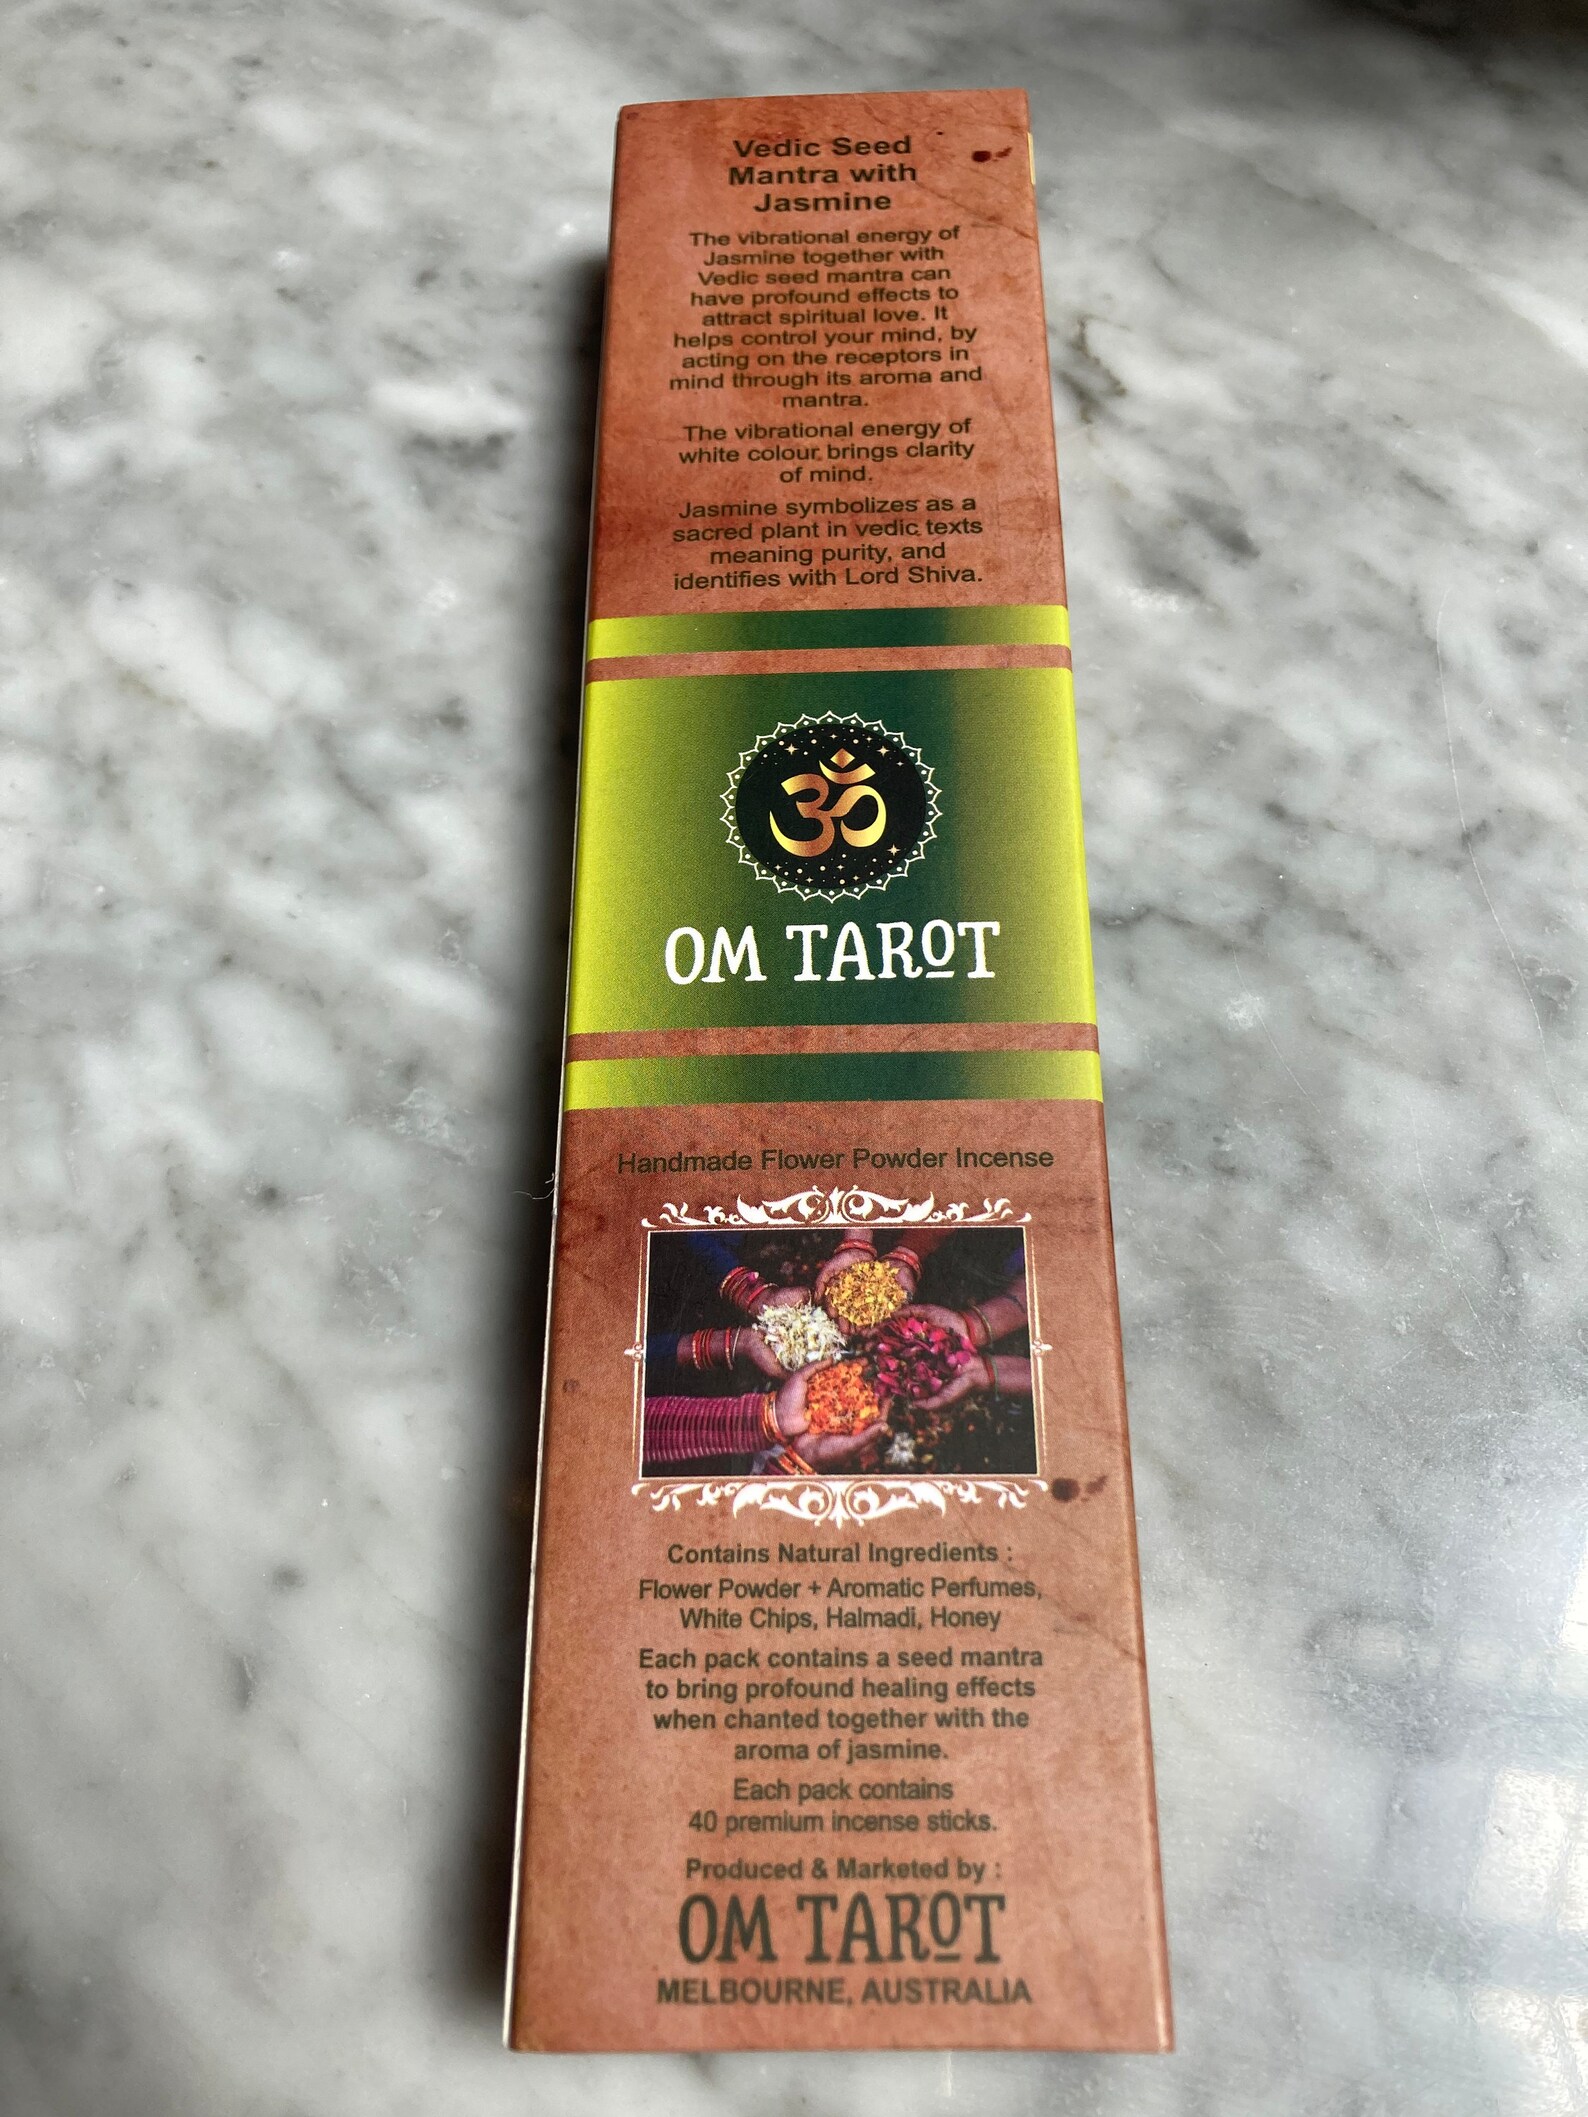 Vedic Seed
Mantra with
Jasmine
The vibrational energy of
Jasmine together with
Vedic seed mantra can
have profound effects to
attract spiritual love. It
helps control your mind, by
acting on the receptors in
mind through its aroma and
mantra.
The vibrational energy of
white colour brings clarity
of mind.
Jasmine symbolizes as a
sacred plant in vedic texts
meaning purity, and
identifies with Lord Shiva.
ॐ
OM TAROT
Handmade Flower Powder Incense
Contains Natural Ingredients :
Flower Powder + Aromatic Perfumes,
White Chips, Halmadi, Honey
Each pack contains a seed mantra
to bring profound healing effects
when chanted together with the
aroma of jasmine.
Each pack contains
40 premium incense sticks.
Produced & Marketed by :
OM TAROT
MELBOURNE, AUSTRALIA